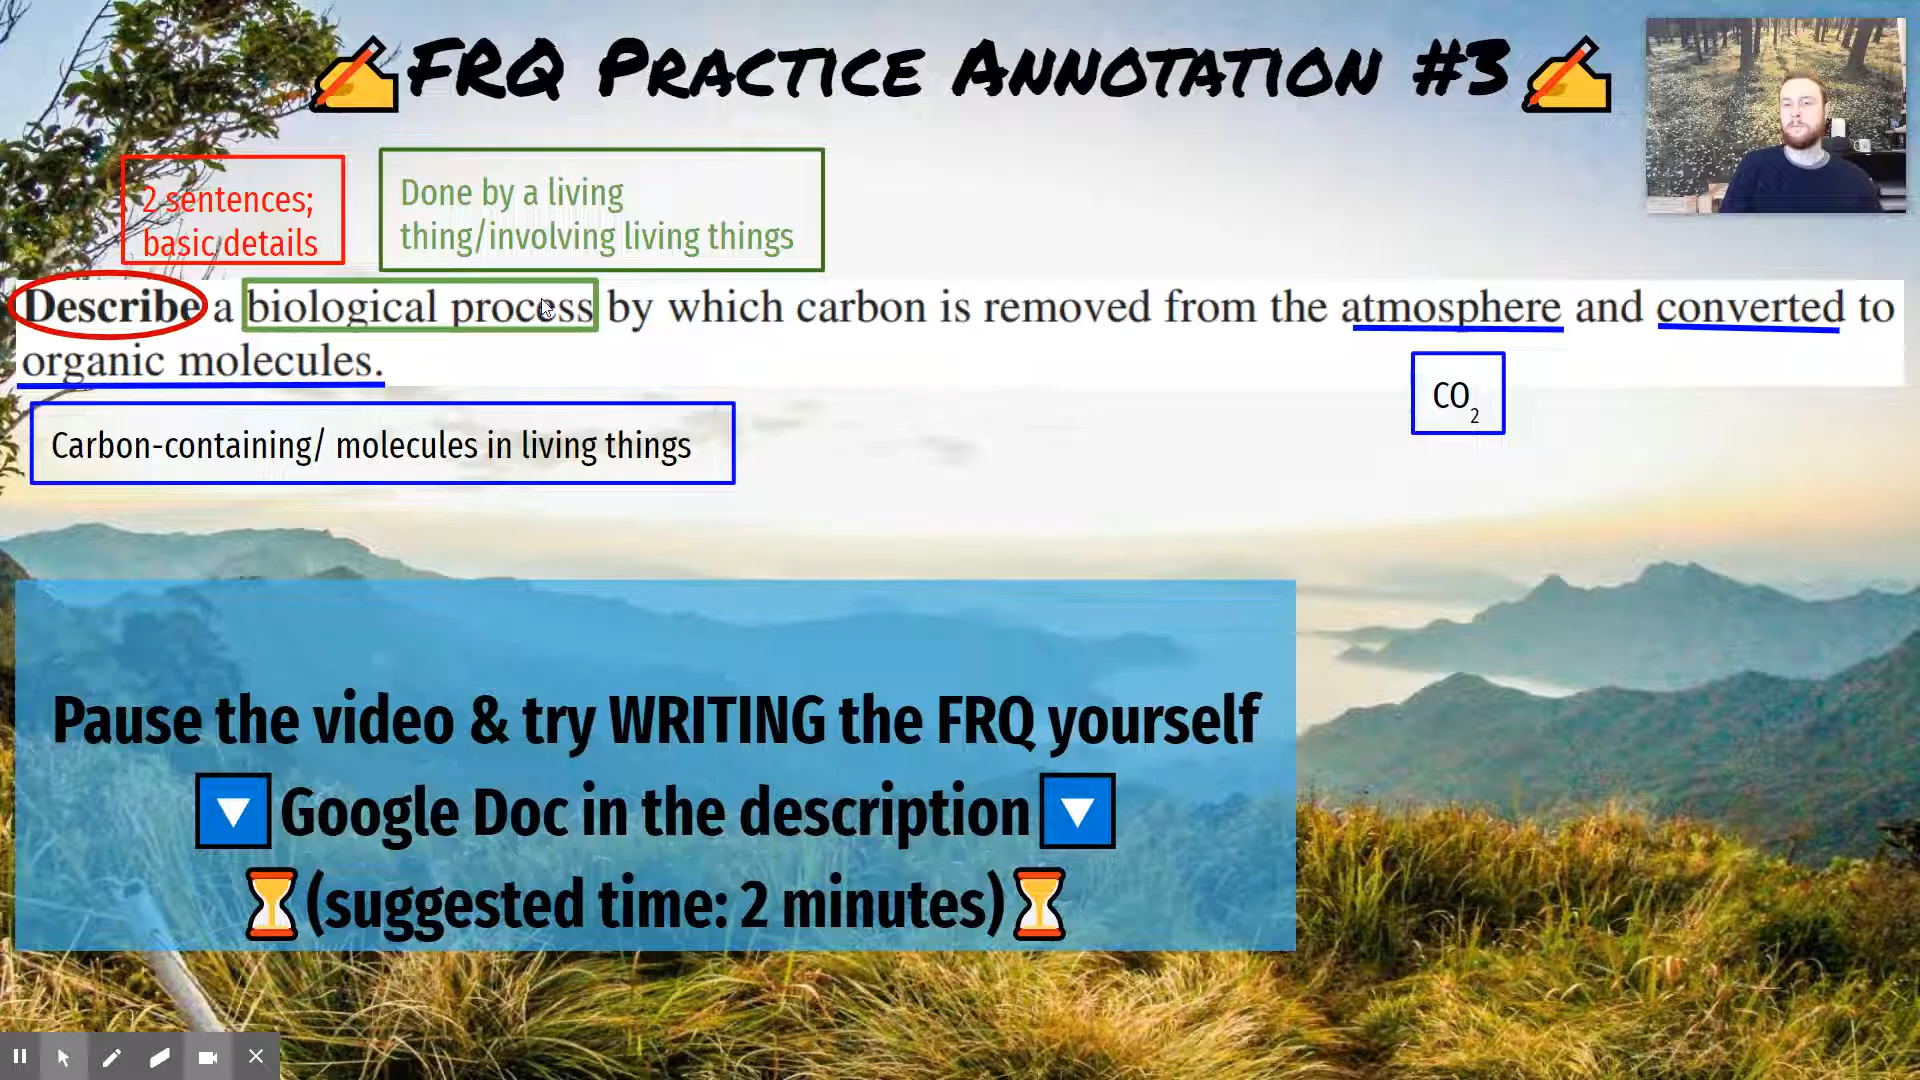 ✍FRQ Practice Annotation #3✍
2 sentences;
basic details
Done by a living
thing/involving living things
Describe a biological process by which carbon is removed from the atmosphere and converted to
organic molecules.
CO₂
Carbon-containing/ molecules in living things
Pause the video & try WRITING the FRQ yourself
🔽Google Doc in the description🔽
⏳(suggested time: 2 minutes)⏳